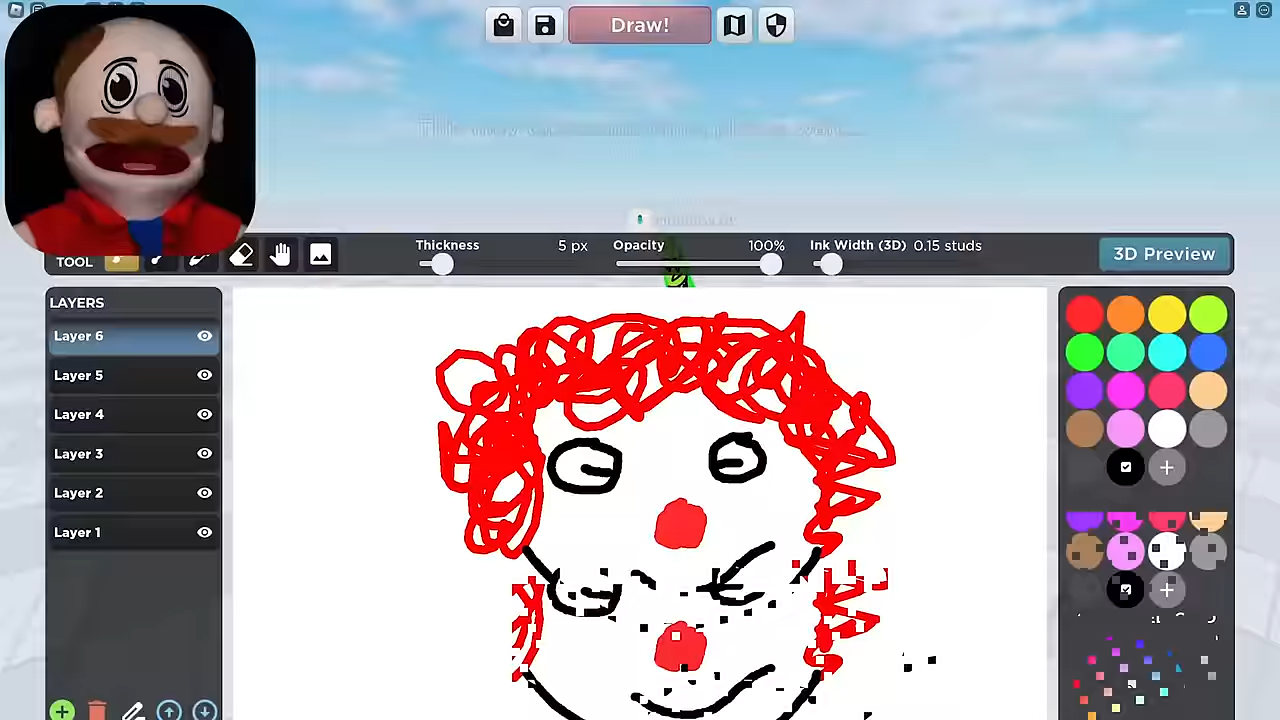 Draw!
Thickness 5 px Opacity 100% Ink Width (3D) 0.15 studs
TOOL
3D Preview
LAYERS
Layer 6
Layer 5
Layer 4
Layer 3
Layer 2
Layer 1